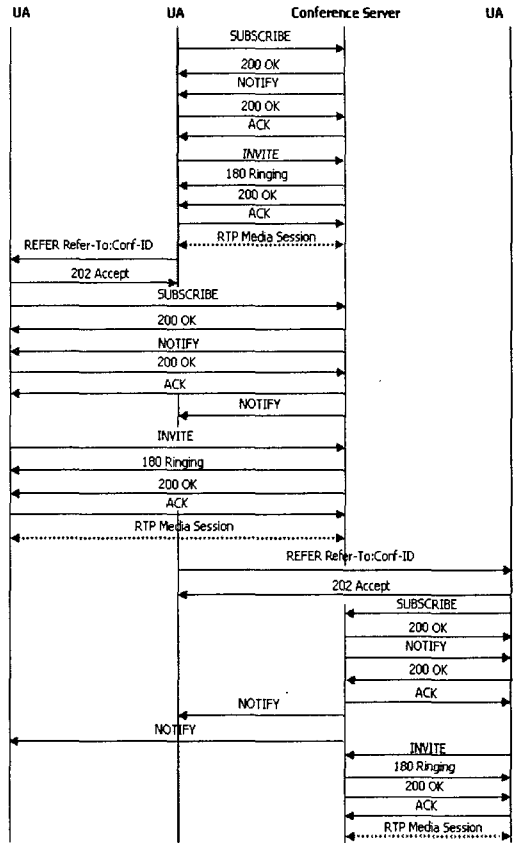 UA UA Conference Server UA
SUBSCRIBE
200 OK
NOTIFY
200 OK
ACK
INVITE
180 Ringing
200 OK
ACK
RTP Media Session
REFER Refer-To:Conf-ID
202 Accept
SUBSCRIBE
200 OK
NOTIFY
200 OK
ACK
NOTIFY
INVITE
180 Ringing
200 OK
ACK
RTP Media Session
REFER Refer-To:Conf-ID
202 Accept
SUBSCRIBE
200 OK
NOTIFY
200 OK
ACK
NOTIFY
NOTIFY
INVITE
180 Ringing
200 OK
ACK
RTP Media Session